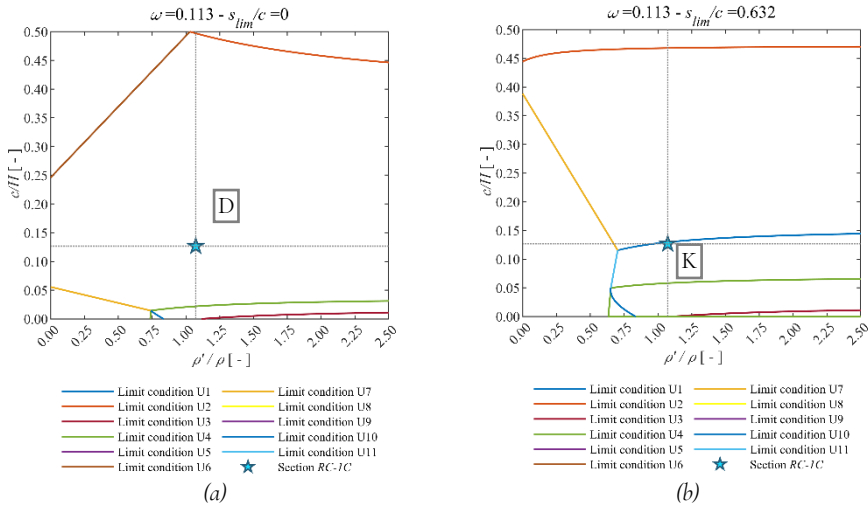 ω=0.113 - s_lim/c =0
0.50
0.45
0.40
0.35
0.30
0.25
0.20
0.15
0.10
0.05
0.00
c/H [ - ]
D
0.00 0.25 0.50 0.75 1.00 1.25 1.50 1.75 2.00 2.25 2.50
ρ' / ρ [ - ]
Limit condition U1
Limit condition U2
Limit condition U3
Limit condition U4
Limit condition U5
Limit condition U6
Limit condition U7
Limit condition U8
Limit condition U9
Limit condition U10
Limit condition U11
Section RC-1C
(a)
ω=0.113 - s_lim/c =0.632
0.50
0.45
0.40
0.35
0.30
0.25
0.20
0.15
0.10
0.05
0.00
c/H [ - ]
K
0.00 0.25 0.50 0.75 1.00 1.25 1.50 1.75 2.00 2.25 2.50
ρ' / ρ [ - ]
Limit condition U1
Limit condition U2
Limit condition U3
Limit condition U4
Limit condition U5
Limit condition U6
Limit condition U7
Limit condition U8
Limit condition U9
Limit condition U10
Limit condition U11
Section RC-1C
(b)